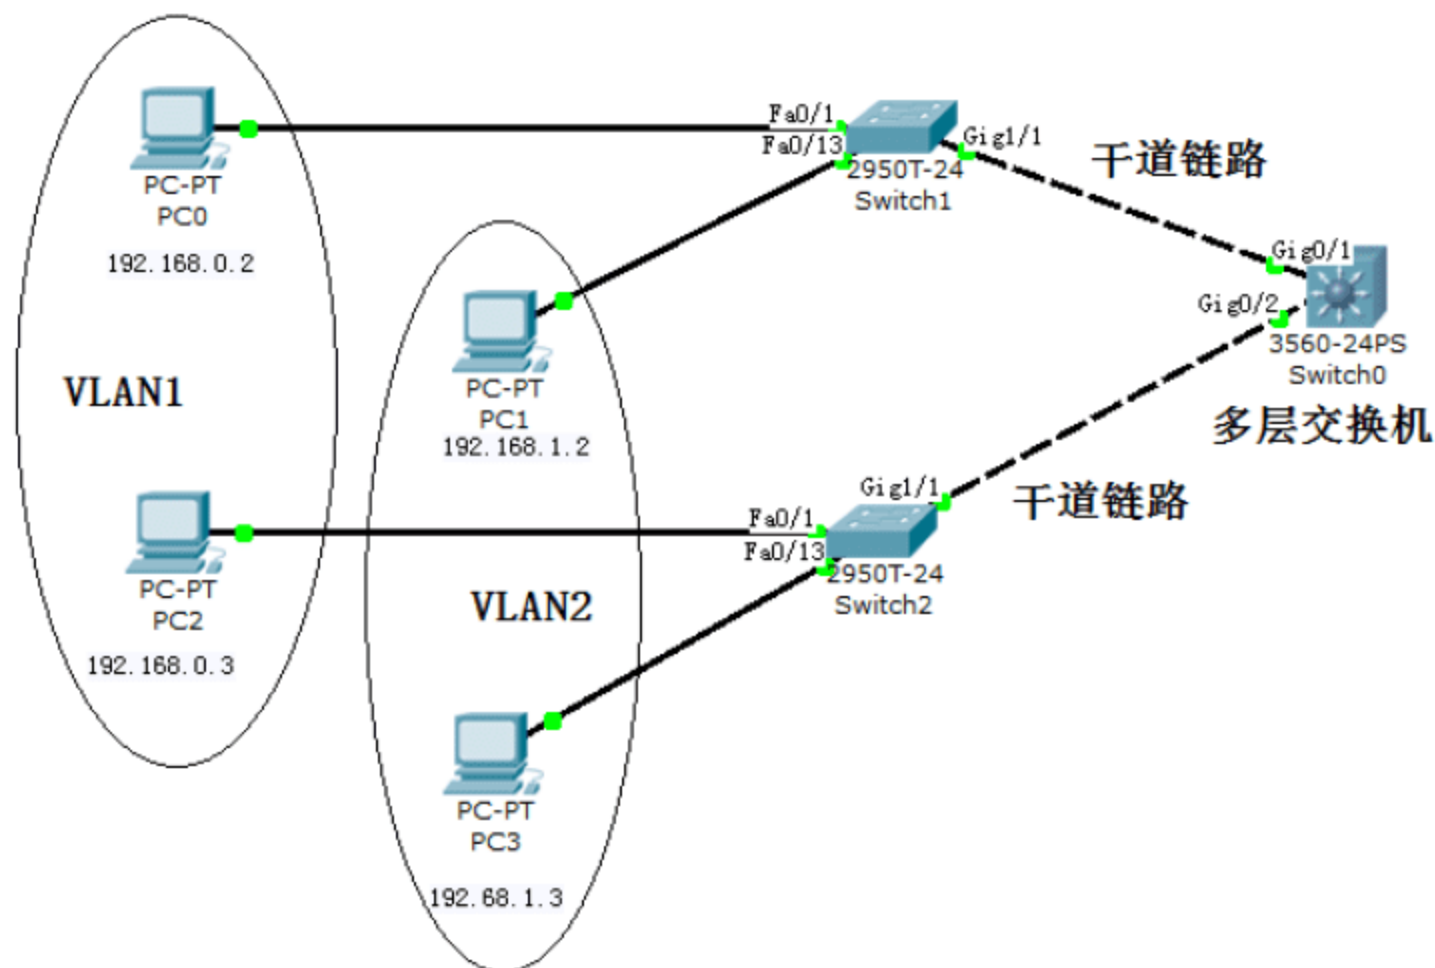 Fa0/1
Fa0/13
Gig1/1
2950T-24
Switch1
干道链路
PC-PT
PC0
192.168.0.2
Gig0/1
Gig0/2
3560-24PS
Switch0
多层交换机
VLAN1
PC-PT
PC1
192.168.1.2
Gig1/1
干道链路
Fa0/1
Fa0/13
2950T-24
Switch2
PC-PT
PC2
192.168.0.3
VLAN2
PC-PT
PC3
192.68.1.3